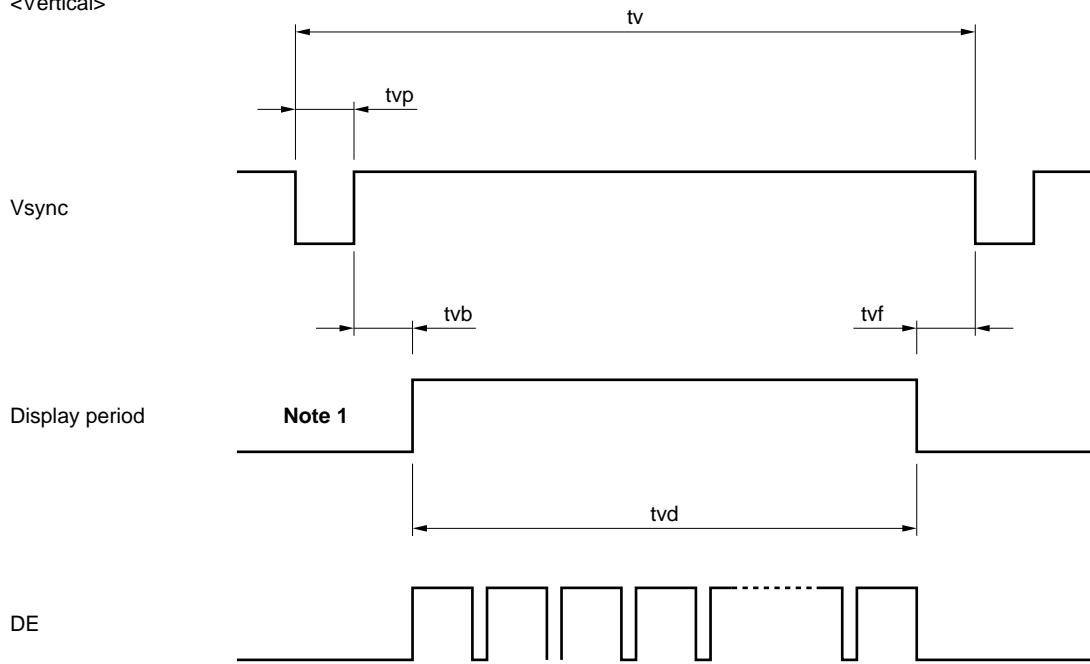 <Vertical>
tv
tvp
Vsync
tvb
tvf
Display period
Note 1
tvd
DE